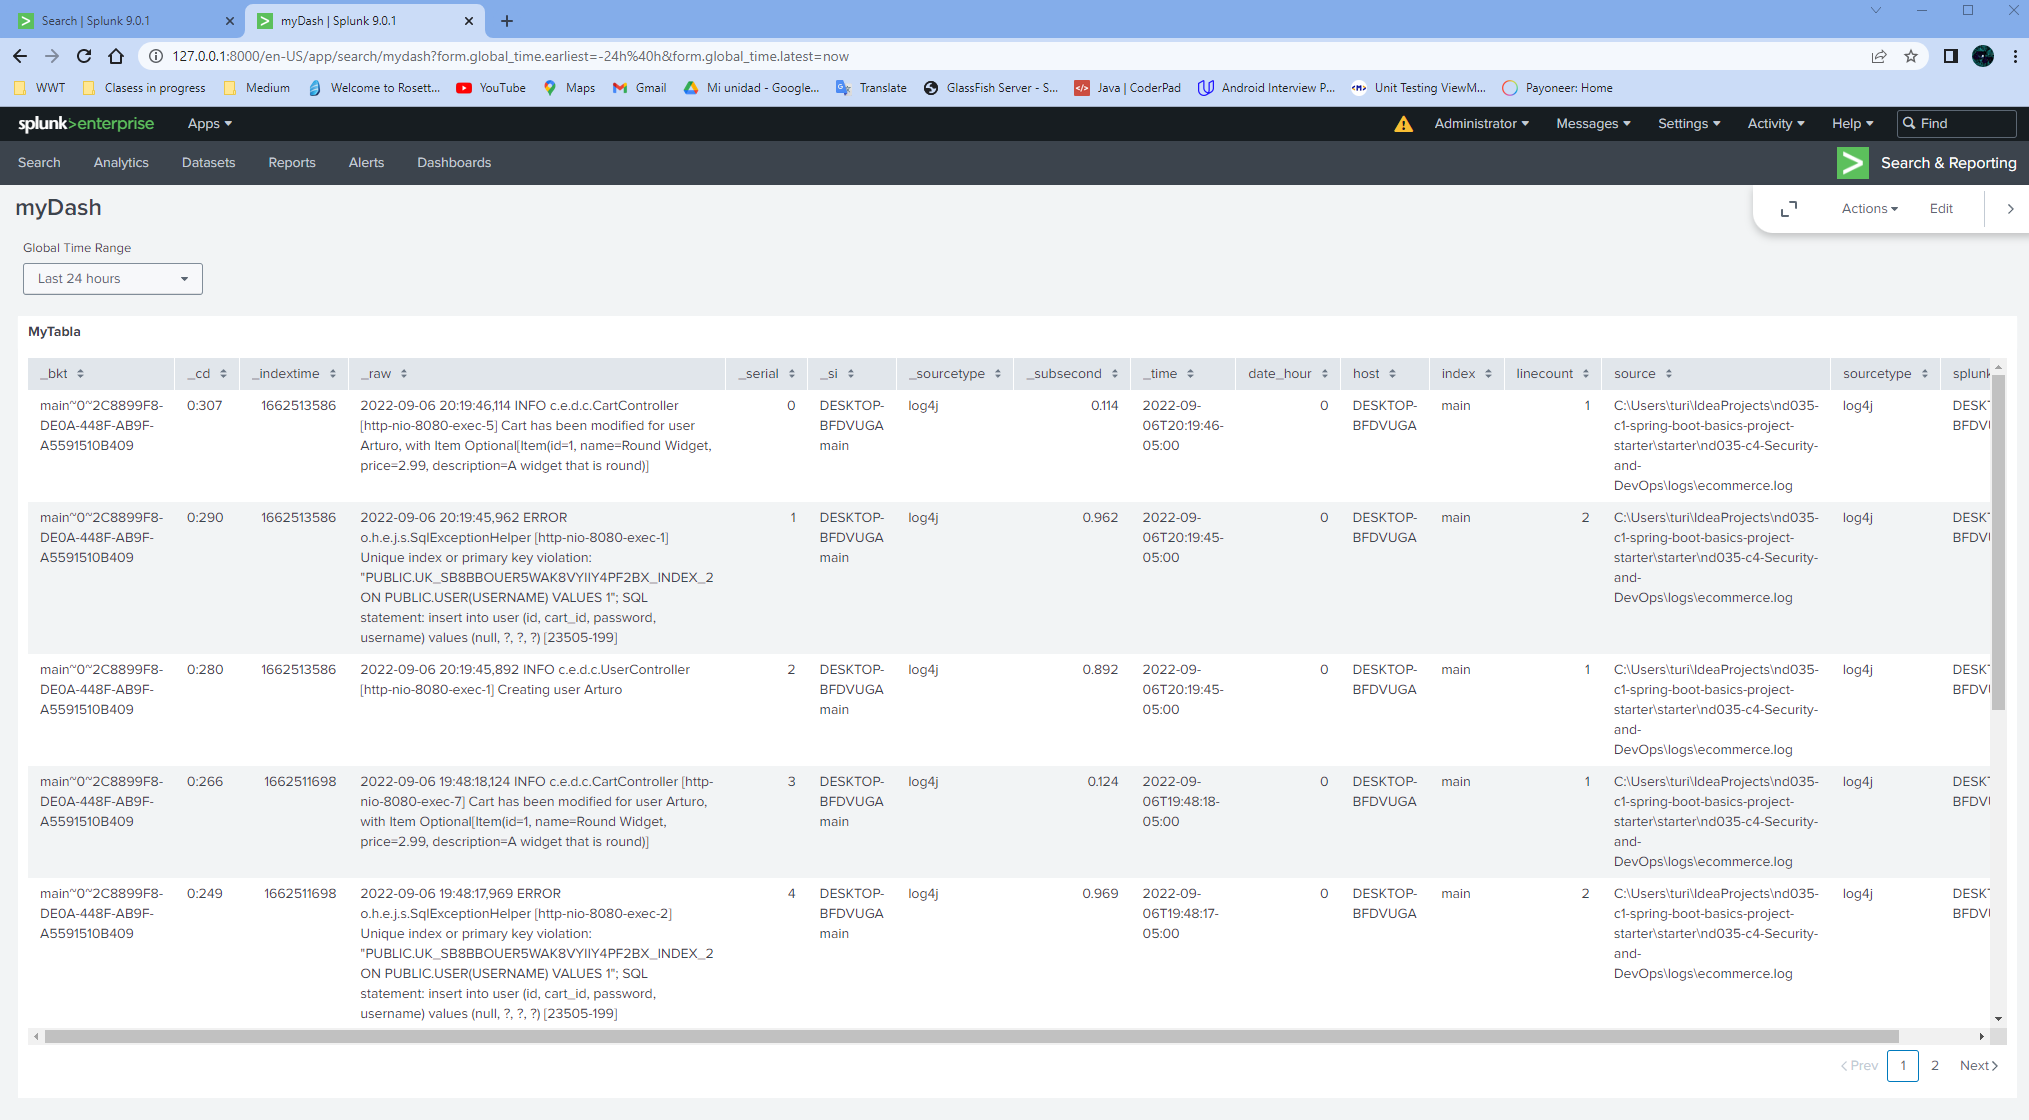 Search | Splunk 9.0.1
myDash | Splunk 9.0.1
127.0.0.1:8000/en-US/app/search/mydash?form.global_time.earliest=-24h%40h&form.global_time.latest=now
WWT Clasess in progress Medium Welcome to Rosett... YouTube Maps Gmail Mi unidad - Google... Translate GlassFish Server - S... Java | CoderPad Android Interview P... Unit Testing ViewM... Payoneer: Home
splunk>enterprise Apps Administrator Messages Settings Activity Help Find
Search Analytics Datasets Reports Alerts Dashboards Search & Reporting
myDash
Actions Edit
Global Time Range
Last 24 hours
MyTabla
_bkt _cd _indextime _raw _serial _si _sourcetype _subsecond _time date_hour host index linecount source sourcetype splunk
main~0~2C8899F8- 0:307 1662513586 2022-09-06 20:19:46,114 INFO c.e.d.c.CartController 0 DESKTOP- log4j 0.114 2022-09- 0 DESKTOP- main 1 C:\Users\turi\IdeaProjects\nd035- log4j DESKT
DE0A-448F-AB9F- [http-nio-8080-exec-5] Cart has been modified for user BFDVUGA 06T20:19:46- BFDVUGA c1-spring-boot-basics-project- BFDVU
A5591510B409 Arturo, with Item Optional[Item(id=1, name=Round Widget, main 05:00 starter\starter\nd035-c4-Security-
price=2.99, description=A widget that is round)] and-
DevOps\logs\ecommerce.log
main~0~2C8899F8- 0:290 1662513586 2022-09-06 20:19:45,962 ERROR 1 DESKTOP- log4j 0.962 2022-09- 0 DESKTOP- main 2 C:\Users\turi\IdeaProjects\nd035- log4j DESKT
DE0A-448F-AB9F- o.h.e.j.s.SqlExceptionHelper [http-nio-8080-exec-1] BFDVUGA 06T20:19:45- BFDVUGA c1-spring-boot-basics-project- BFDVU
A5591510B409 Unique index or primary key violation: main 05:00 starter\starter\nd035-c4-Security-
"PUBLIC.UK_SB8BBOUER5WAK8VYIIY4PF2BX_INDEX_2 and-
ON PUBLIC.USER(USERNAME) VALUES 1"; SQL DevOps\logs\ecommerce.log
statement: insert into user (id, cart_id, password,
username) values (null, ?, ?, ?) [23505-199]
main~0~2C8899F8- 0:280 1662513586 2022-09-06 20:19:45,892 INFO c.e.d.c.UserController 2 DESKTOP- log4j 0.892 2022-09- 0 DESKTOP- main 1 C:\Users\turi\IdeaProjects\nd035- log4j DESKT
DE0A-448F-AB9F- [http-nio-8080-exec-1] Creating user Arturo BFDVUGA 06T20:19:45- BFDVUGA c1-spring-boot-basics-project- BFDVU
A5591510B409 main 05:00 starter\starter\nd035-c4-Security-
and-
DevOps\logs\ecommerce.log
main~0~2C8899F8- 0:266 1662511698 2022-09-06 19:48:18,124 INFO c.e.d.c.CartController [http- 3 DESKTOP- log4j 0.124 2022-09- 0 DESKTOP- main 1 C:\Users\turi\IdeaProjects\nd035- log4j DESKT
DE0A-448F-AB9F- nio-8080-exec-7] Cart has been modified for user Arturo, BFDVUGA 06T19:48:18- BFDVUGA c1-spring-boot-basics-project- BFDVU
A5591510B409 with Item Optional[Item(id=1, name=Round Widget, main 05:00 starter\starter\nd035-c4-Security-
price=2.99, description=A widget that is round)] and-
DevOps\logs\ecommerce.log
main~0~2C8899F8- 0:249 1662511698 2022-09-06 19:48:17,969 ERROR 4 DESKTOP- log4j 0.969 2022-09- 0 DESKTOP- main 2 C:\Users\turi\IdeaProjects\nd035- log4j DESKT
DE0A-448F-AB9F- o.h.e.j.s.SqlExceptionHelper [http-nio-8080-exec-2] BFDVUGA 06T19:48:17- BFDVUGA c1-spring-boot-basics-project- BFDVU
A5591510B409 Unique index or primary key violation: main 05:00 starter\starter\nd035-c4-Security-
"PUBLIC.UK_SB8BBOUER5WAK8VYIIY4PF2BX_INDEX_2 and-
ON PUBLIC.USER(USERNAME) VALUES 1"; SQL DevOps\logs\ecommerce.log
statement: insert into user (id, cart_id, password,
username) values (null, ?, ?, ?) [23505-199]
< Prev 1 2 Next >